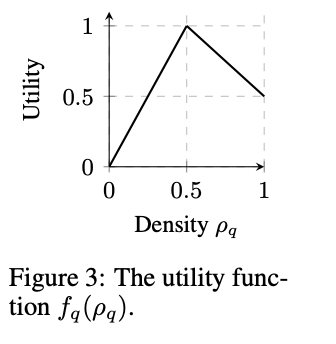 1
0.5
0
Utility
0 0.5 1
Density ρq
Figure 3: The utility func-
tion fq(ρq).